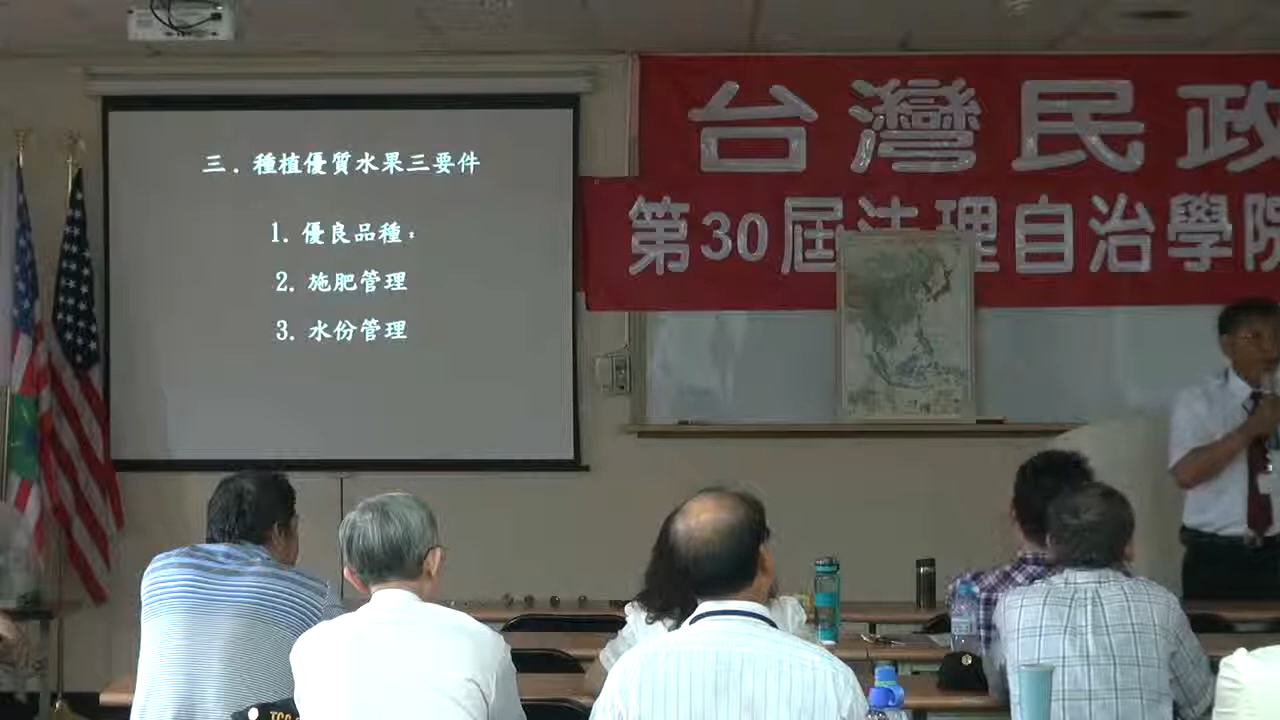 三. 種植優質水果三要件
1. 優良品種;
2. 施肥管理
3. 水份管理
台灣民政
第30屆法理自治學院